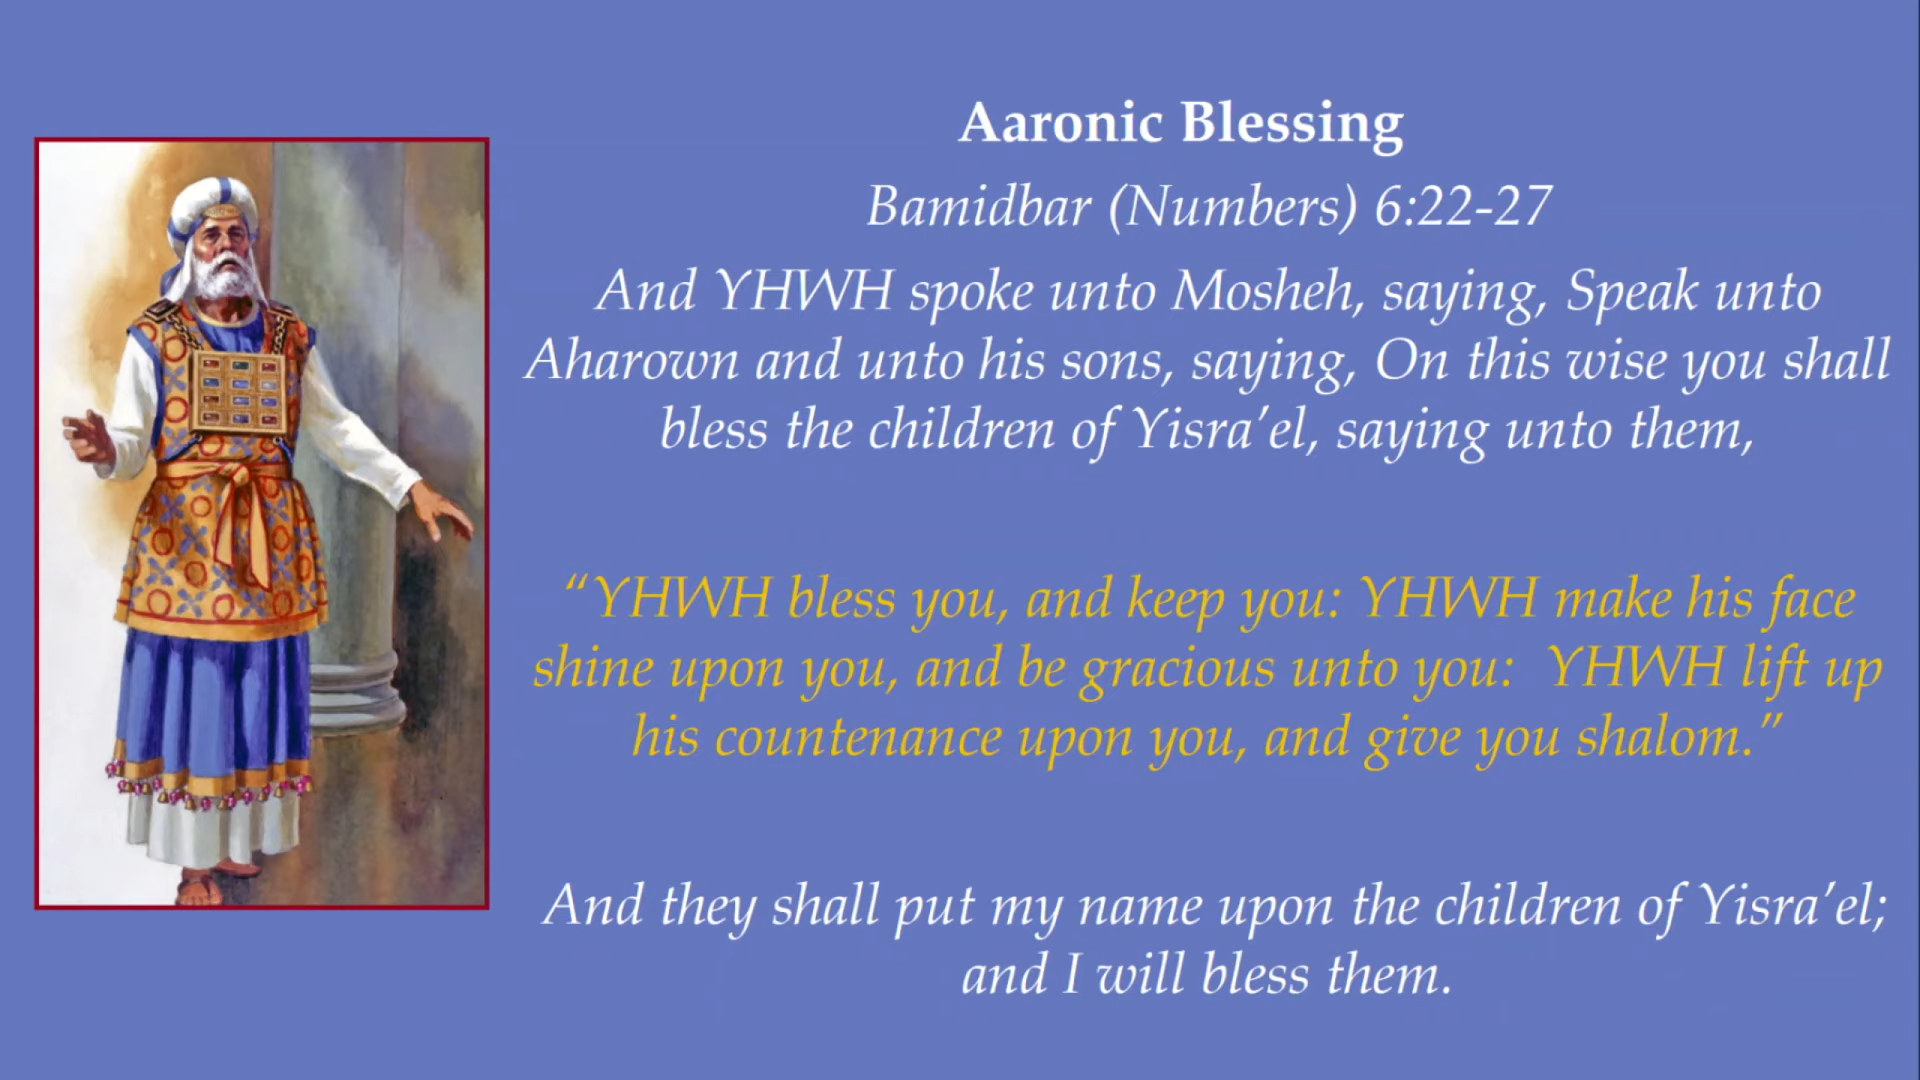 Aaronic Blessing
Bamidbar (Numbers) 6:22-27
And YHWH spoke unto Mosheh, saying, Speak unto
Aharown and unto his sons, saying, On this wise you shall
bless the children of Yisra’el, saying unto them,
“YHWH bless you, and keep you: YHWH make his face
shine upon you, and be gracious unto you:  YHWH lift up
his countenance upon you, and give you shalom.”
And they shall put my name upon the children of Yisra’el;
and I will bless them.